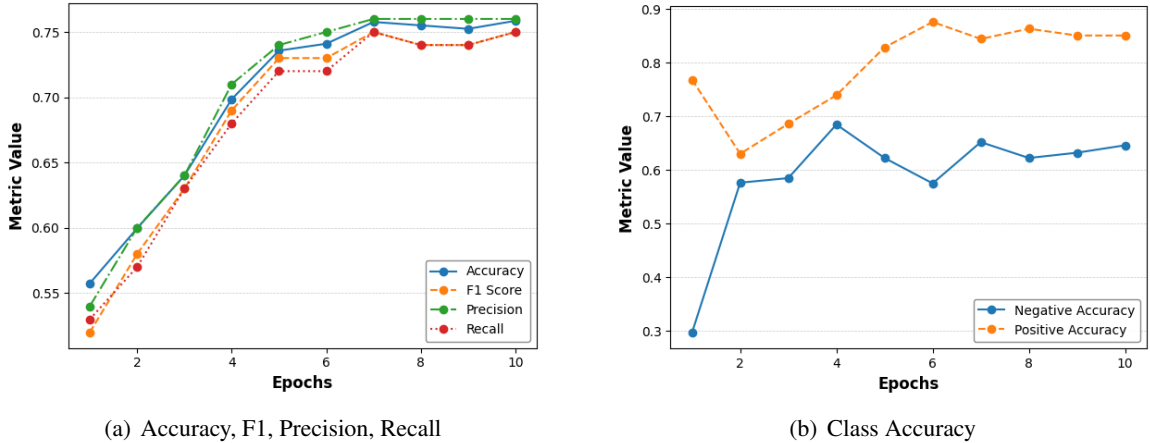 0.75
0.70
0.65
0.60
0.55
Metric Value
2
4
6
8
10
Epochs
Accuracy
F1 Score
Precision
Recall
(a) Accuracy, F1, Precision, Recall
0.9
0.8
0.7
0.6
0.5
0.4
0.3
Metric Value
2
4
6
8
10
Epochs
Negative Accuracy
Positive Accuracy
(b) Class Accuracy